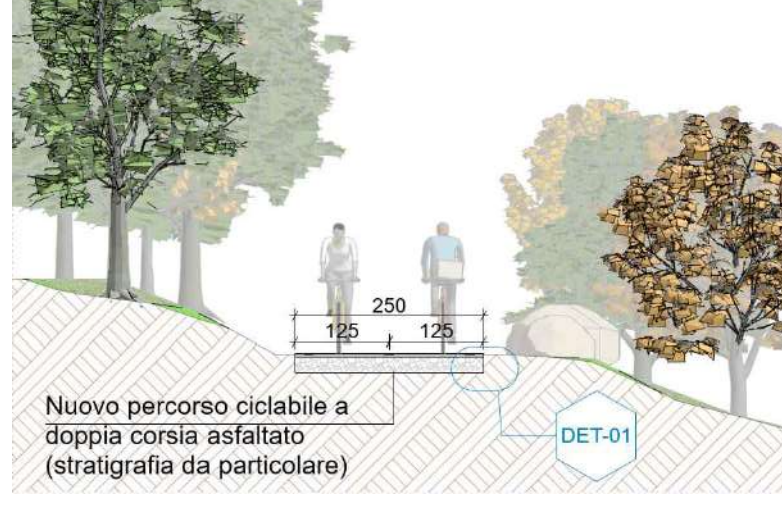 250
125 125
Nuovo percorso ciclabile a
doppia corsia asfaltato
(stratigrafia da particolare)
DET-01